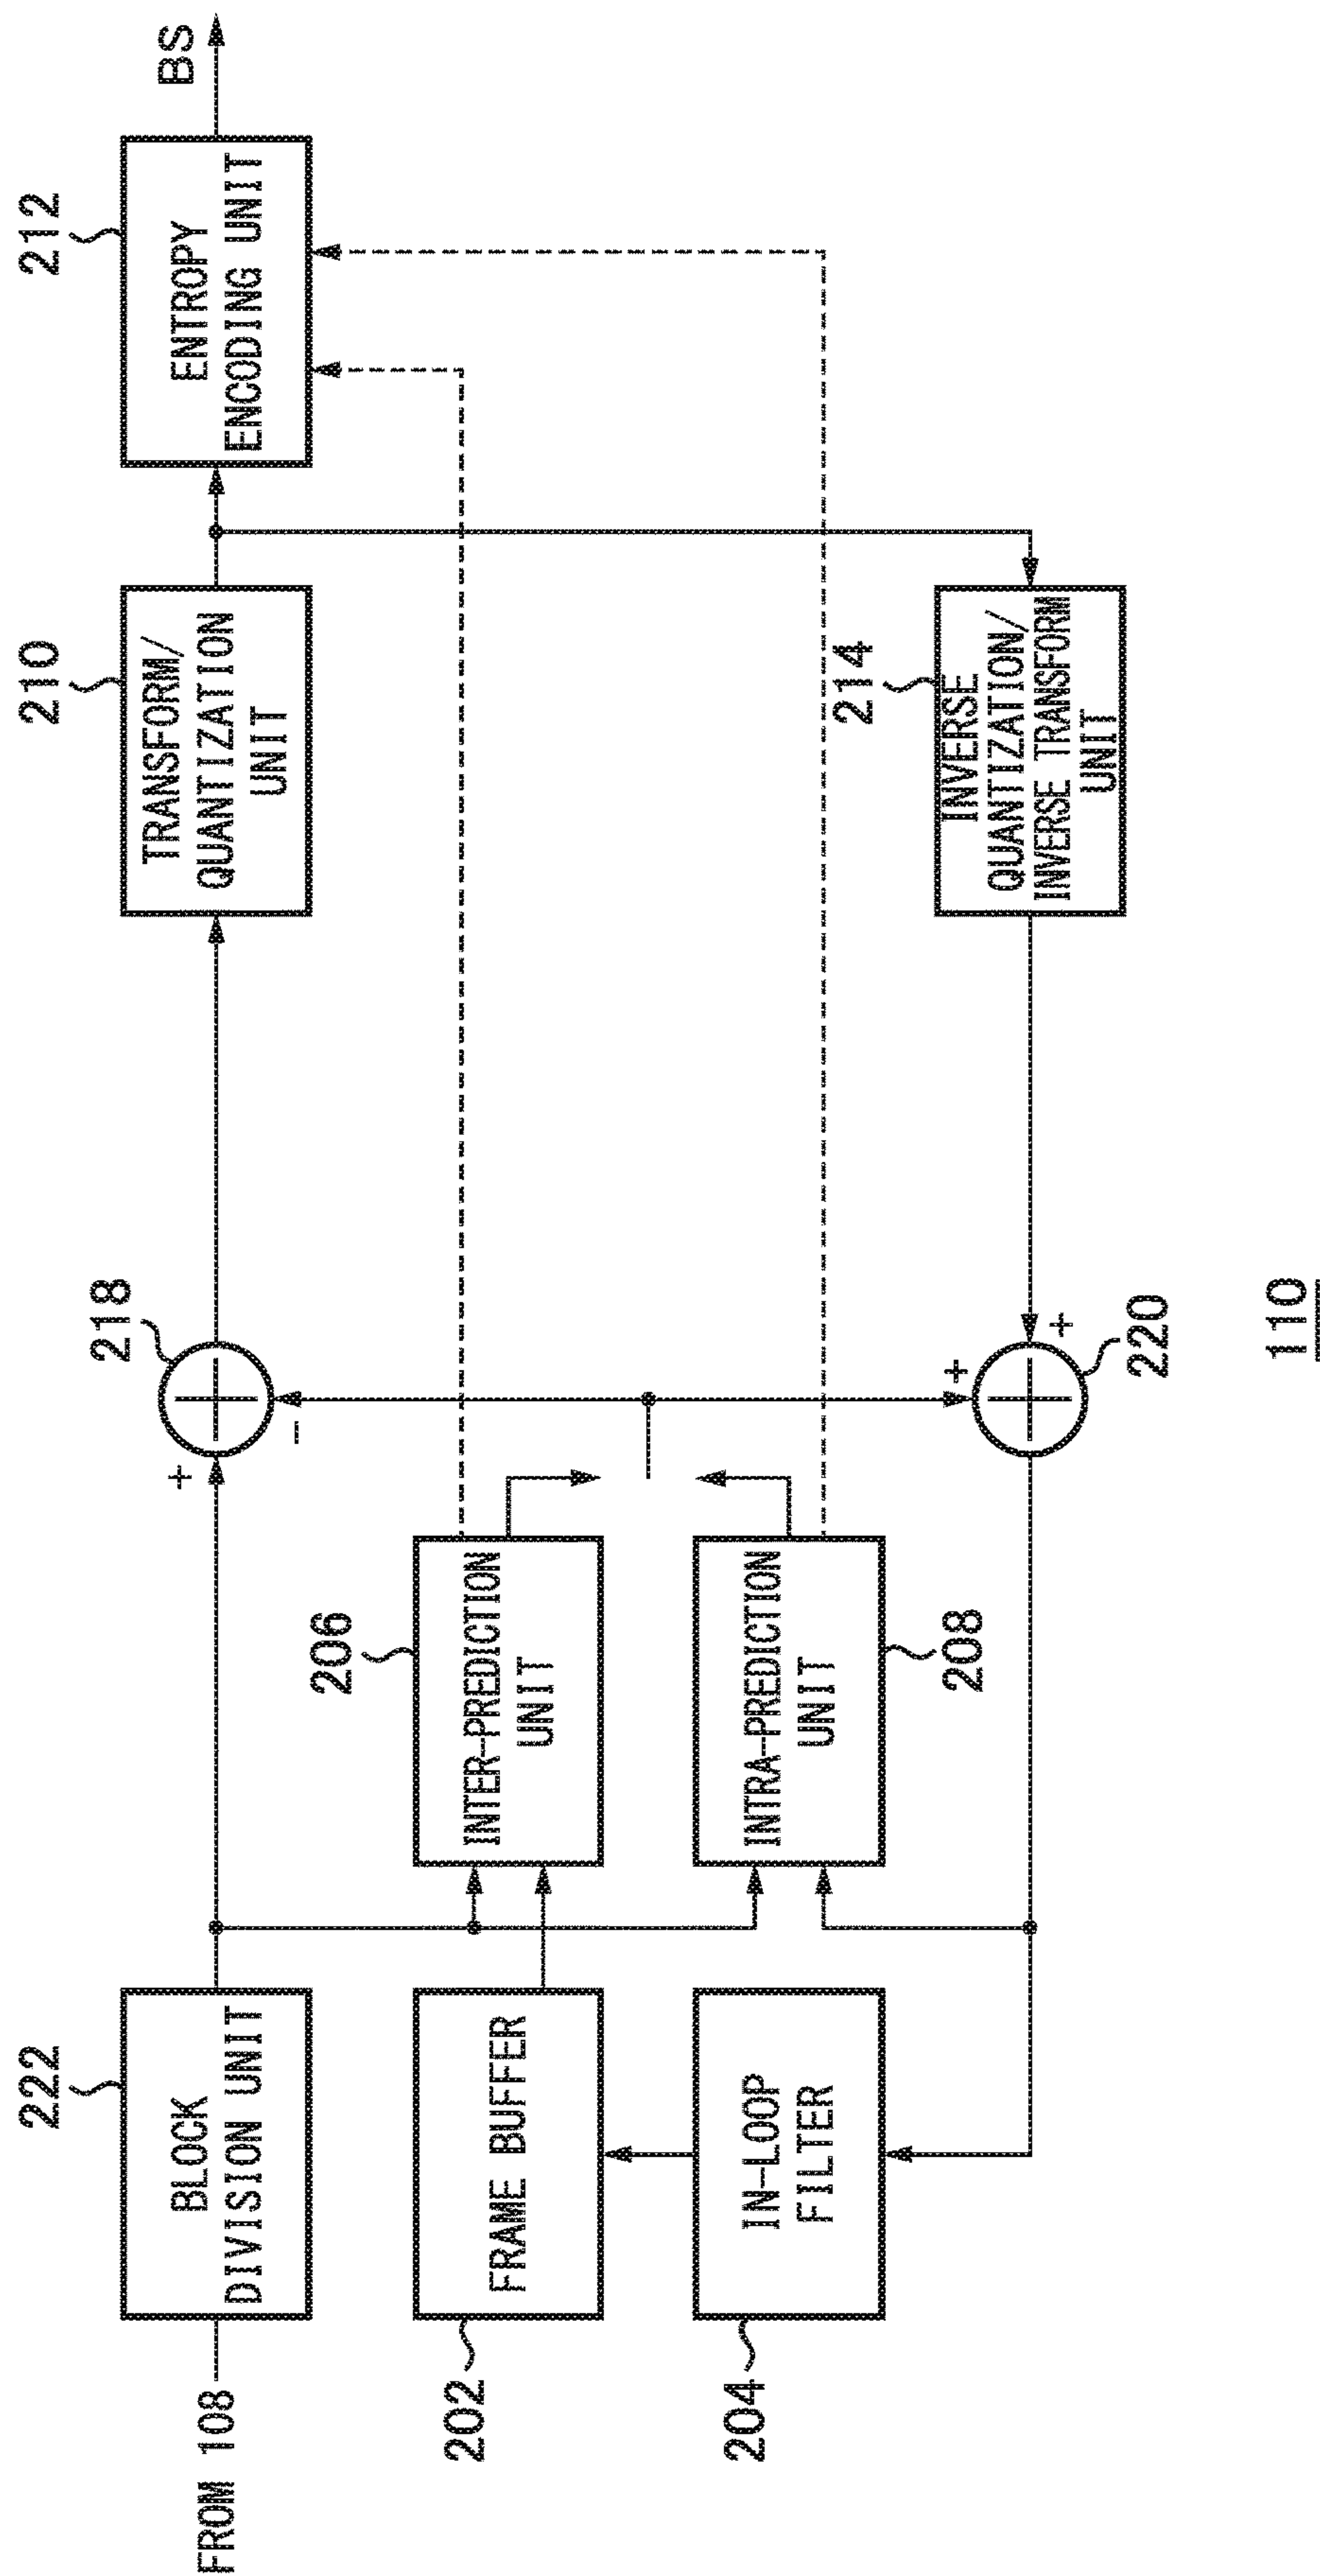 222
210
212
FROM 108
BLOCK
DIVISION UNIT
+
218
-
TRANSFORM/
QUANTIZATION
UNIT
ENTROPY
ENCODING UNIT
BS
202
FRAME BUFFER
206
INTER-PREDICTION
UNIT
204
IN-LOOP
FILTER
INTRA-PREDICTION
UNIT
208
214
INVERSE
QUANTIZATION/
INVERSE TRANSFORM
UNIT
+
+
220
110